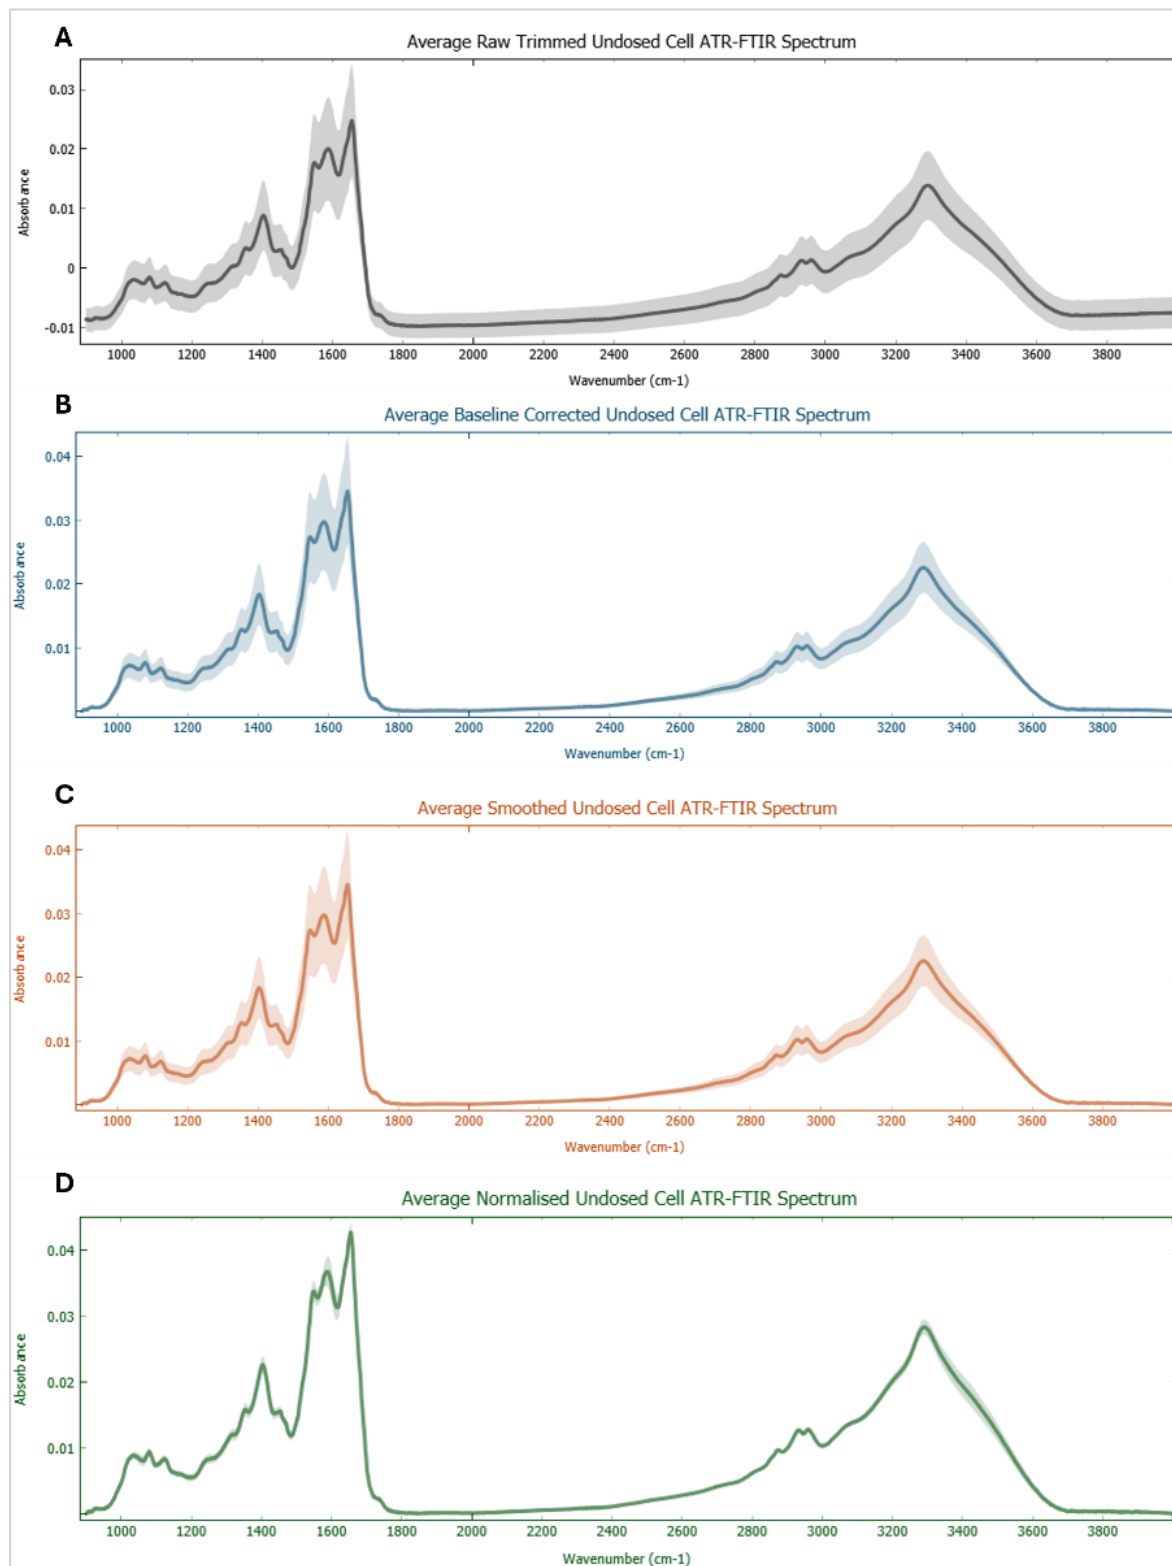 A
Average Raw Trimmed Undosed Cell ATR-FTIR Spectrum
0.03
0.02
0.01
0
-0.01
Absorbance
1000 1200 1400 1600 1800 2000 2200 2400 2600 2800 3000 3200 3400 3600 3800
Wavenumber (cm-1)
B
Average Baseline Corrected Undosed Cell ATR-FTIR Spectrum
0.04
0.03
0.02
0.01
Absorbance
1000 1200 1400 1600 1800 2000 2200 2400 2600 2800 3000 3200 3400 3600 3800
Wavenumber (cm-1)
C
Average Smoothed Undosed Cell ATR-FTIR Spectrum
0.04
0.03
0.02
0.01
Absorbance
1000 1200 1400 1600 1800 2000 2200 2400 2600 2800 3000 3200 3400 3600 3800
Wavenumber (cm-1)
D
Average Normalised Undosed Cell ATR-FTIR Spectrum
0.04
0.03
0.02
0.01
Absorbance
1000 1200 1400 1600 1800 2000 2200 2400 2600 2800 3000 3200 3400 3600 3800
Wavenumber (cm-1)